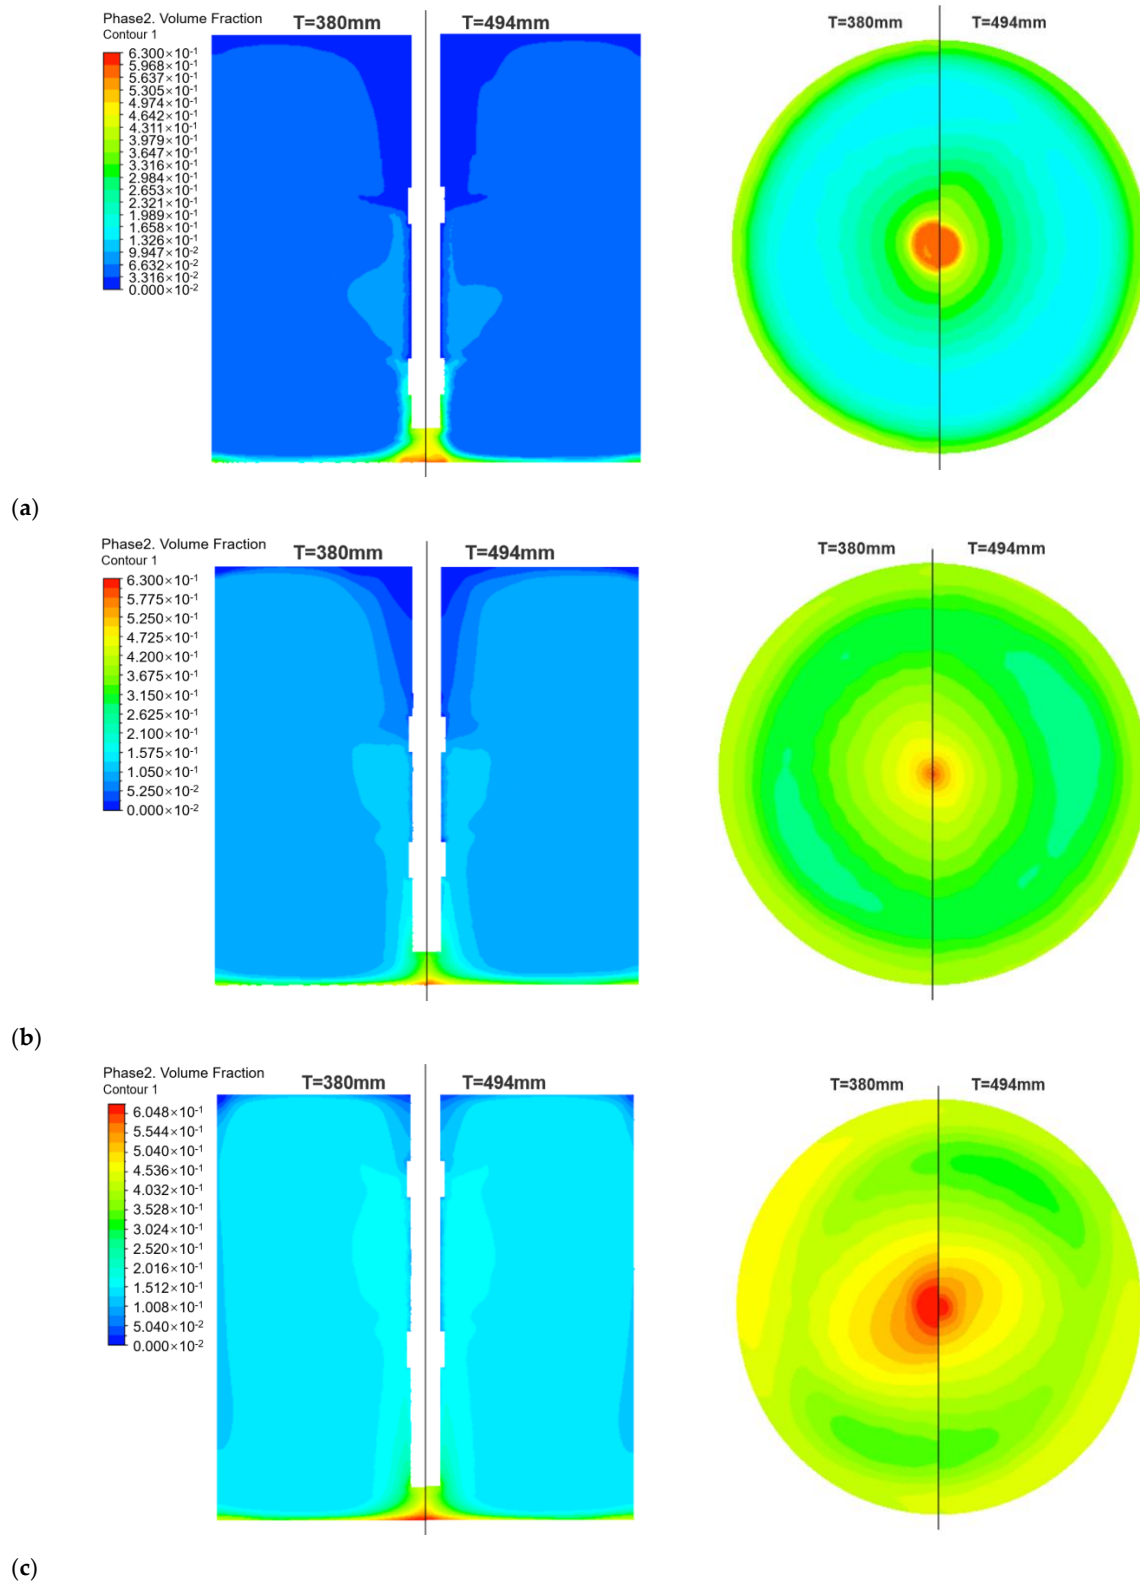 Phase2. Volume Fraction
Contour 1
T=380mm
T=494mm
6.300×10-1
5.968×10-1
5.637×10-1
5.305×10-1
4.974×10-1
4.642×10-1
4.311×10-1
3.979×10-1
3.647×10-1
3.316×10-1
2.984×10-1
2.653×10-1
2.321×10-1
1.989×10-1
1.658×10-1
1.326×10-1
9.947×10-2
6.632×10-2
3.316×10-2
0.000×10-2
T=380mm
T=494mm
(a)
Phase2. Volume Fraction
Contour 1
T=380mm
T=494mm
6.300×10-1
5.775×10-1
5.250×10-1
4.725×10-1
4.200×10-1
3.675×10-1
3.150×10-1
2.625×10-1
2.100×10-1
1.575×10-1
1.050×10-1
5.250×10-2
0.000×10-2
T=380mm
T=494mm
(b)
Phase2. Volume Fraction
Contour 1
T=380mm
T=494mm
6.048×10-1
5.544×10-1
5.040×10-1
4.536×10-1
4.032×10-1
3.528×10-1
3.024×10-1
2.520×10-1
2.016×10-1
1.512×10-1
1.008×10-1
5.040×10-2
0.000×10-2
T=380mm
T=494mm
(c)